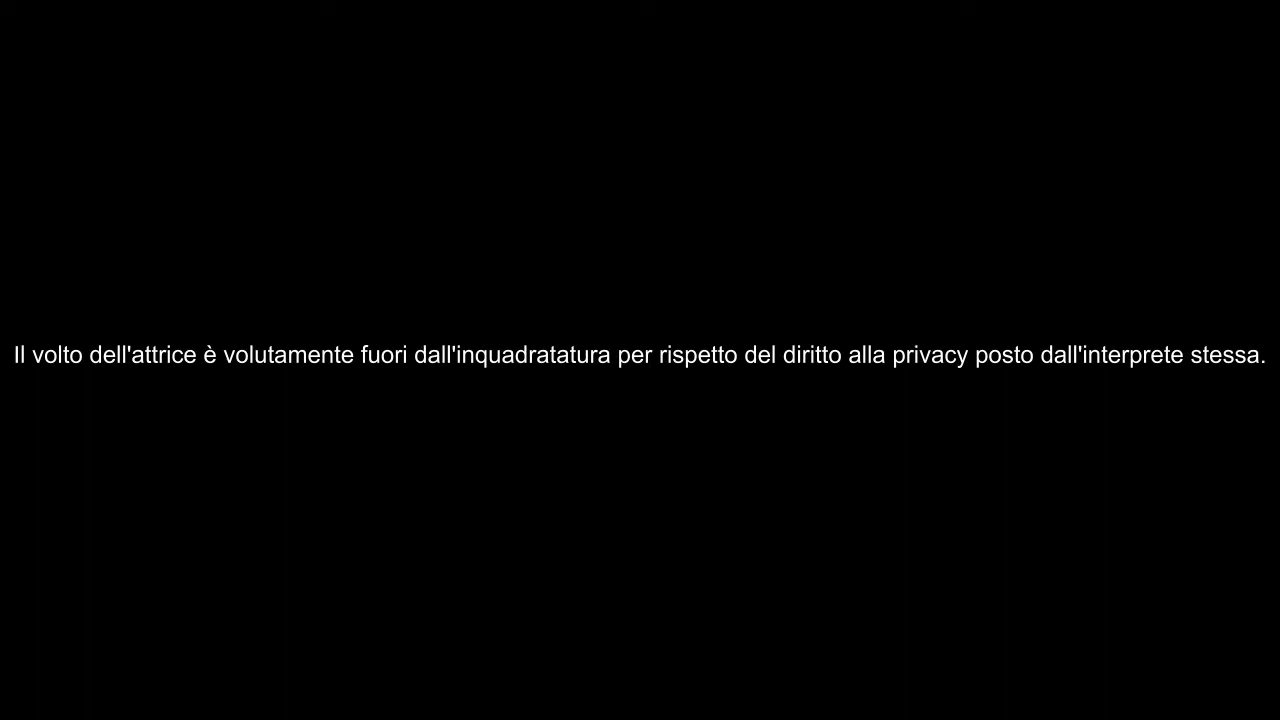 Il volto dell'attrice è volutamente fuori dall'inquadratatura per rispetto del diritto alla privacy posto dall'interprete stessa.